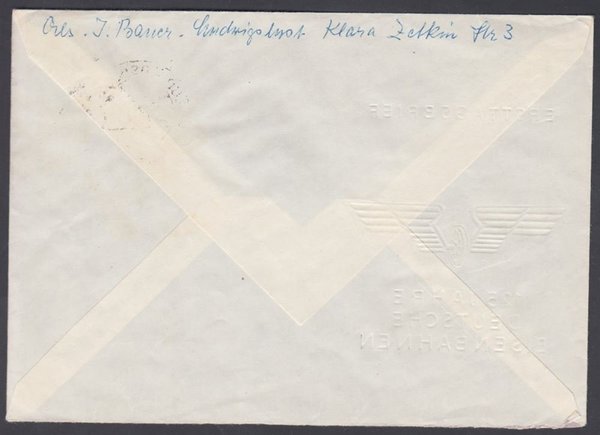 Abs. J. Bauer. Ludwigslust Klara Zetkin Str 3
ERSTTAGSBRIEF
125 JAHRE
DEUTSCHE
EISENBAHNEN